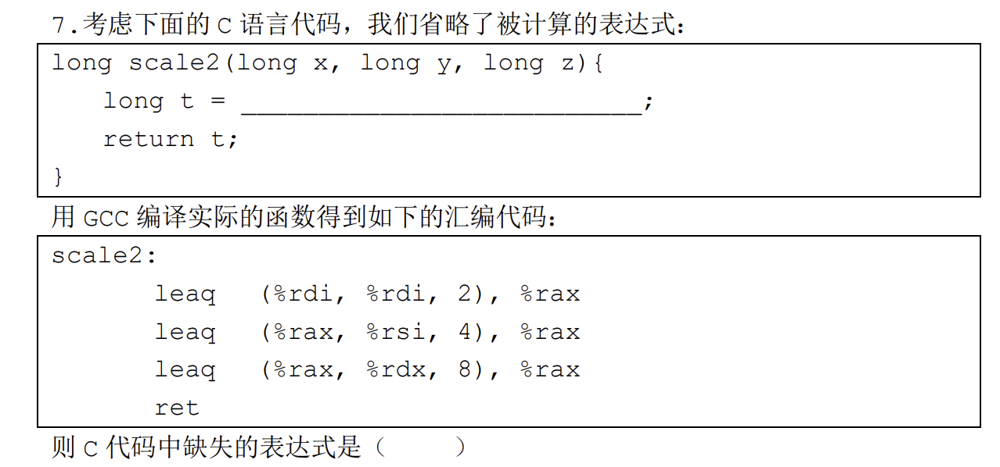 7.考虑下面的 C 语言代码，我们省略了被计算的表达式：
long scale2(long x, long y, long z){
long t = __________________________;
return t;
}
用 GCC 编译实际的函数得到如下的汇编代码：
scale2:
leaq (%rdi, %rdi, 2), %rax
leaq (%rax, %rsi, 4), %rax
leaq (%rax, %rdx, 8), %rax
ret
则 C 代码中缺失的表达式是（ ）